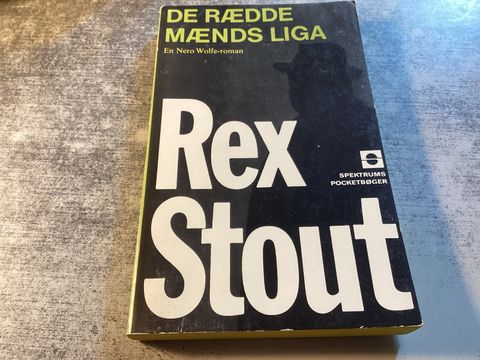 DE RÆDDE
MÆNDS LIGA
En Nero Wolfe-roman
Rex
SPEKTRUMS
POCKETBØGER
Stout